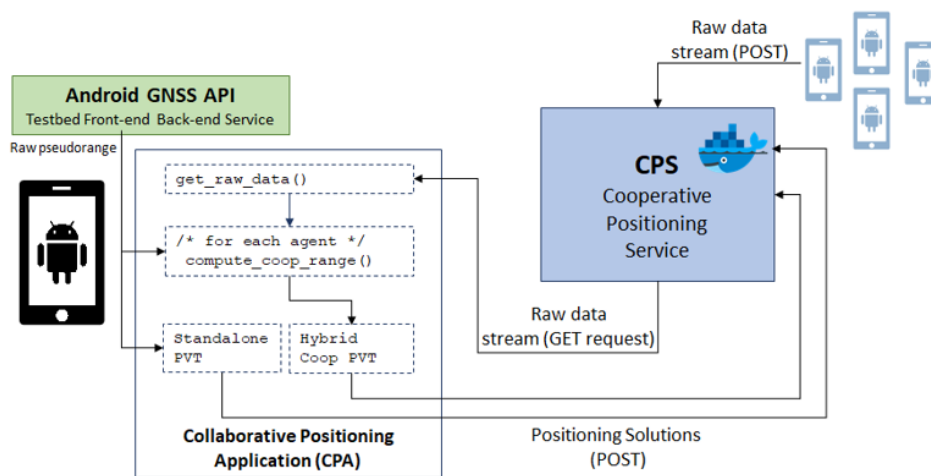 Raw data
stream (POST)
Android GNSS API
Testbed Front-end Back-end Service
Raw pseudorange
get_raw_data()
/* for each agent */
compute_coop_range()
Standalone
PVT
Hybrid
Coop PVT
CPS
Cooperative
Positioning
Service
Raw data
stream (GET request)
Collaborative Positioning
Application (CPA)
Positioning Solutions
(POST)